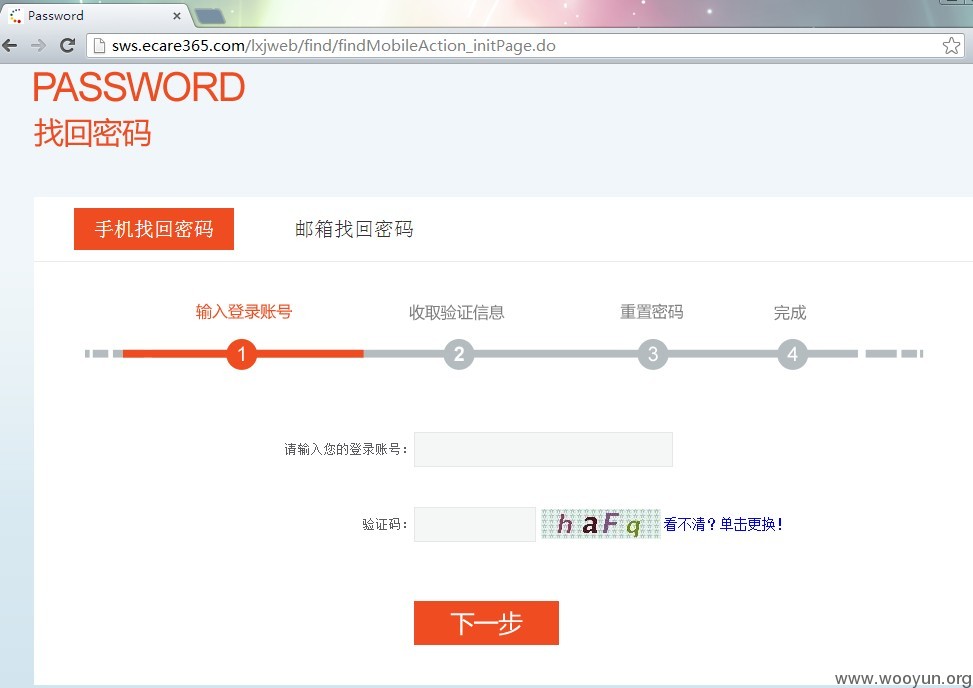 Password
sws.ecare365.com/lxjweb/find/findMobileAction_initPage.do
PASSWORD
找回密码
手机找回密码 邮箱找回密码
输入登录账号 收取验证信息 重置密码 完成
1 2 3 4
请输入您的登录账号：
验证码： haFq 看不清？单击更换！
下一步
www.wooyun.org